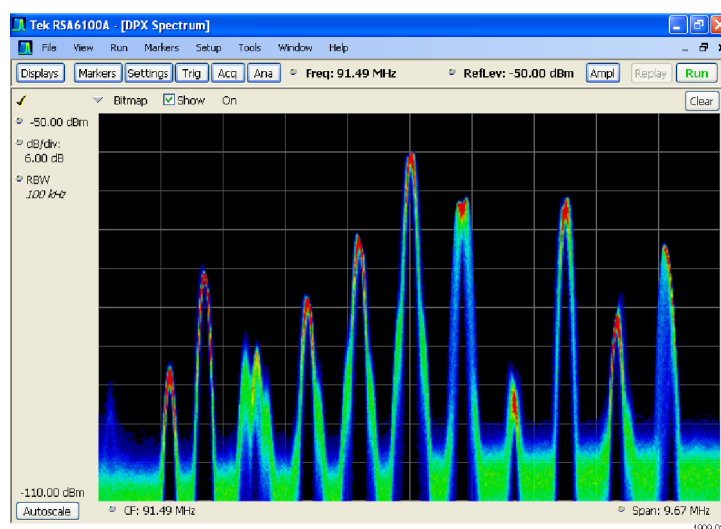 Tek RSA6100A - [DPX Spectrum]
File View Run Markers Setup Tools Window Help
Displays Markers Settings Trig Acq Ana Freq: 91.49 MHz RefLev: -50.00 dBm Ampl Replay Run
Bitmap Show On Clear
-50.00 dBm
dB/div:
6.00 dB
RBW
100 kHz
-110.00 dBm
Autoscale CF: 91.49 MHz Span: 9.67 MHz